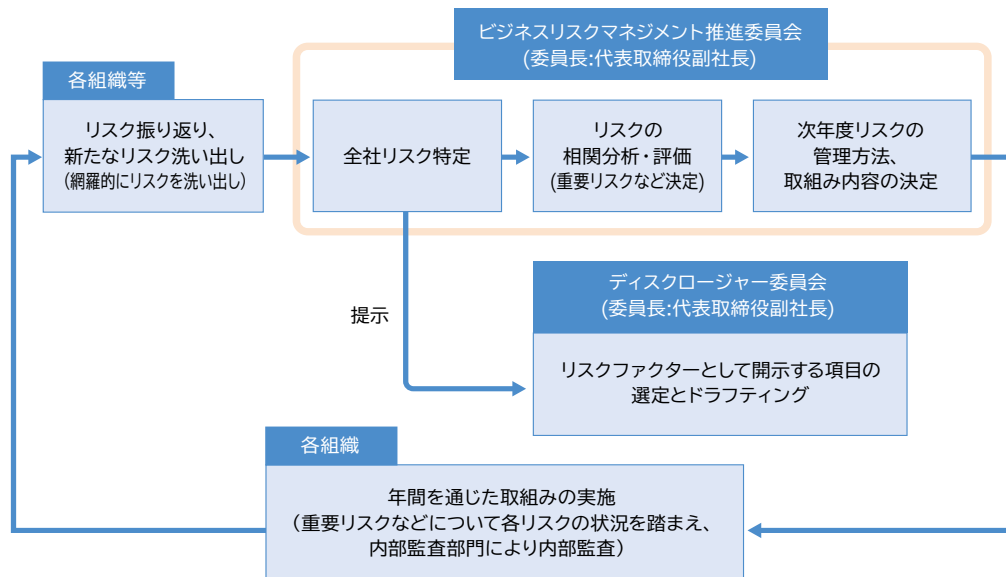 ビジネスリスクマネジメント推進委員会
(委員長:代表取締役副社長)
各組織等
リスク振り返り、
新たなリスク洗い出し
(網羅的にリスクを洗い出し)
全社リスク特定
リスクの
相関分析・評価
(重要リスクなど決定)
次年度リスクの
管理方法、
取組み内容の決定
提示
ディスクロージャー委員会
(委員長:代表取締役副社長)
リスクファクターとして開示する項目の
選定とドラフティング
各組織
年間を通じた取組みの実施
（重要リスクなどについて各リスクの状況を踏まえ、
内部監査部門により内部監査）